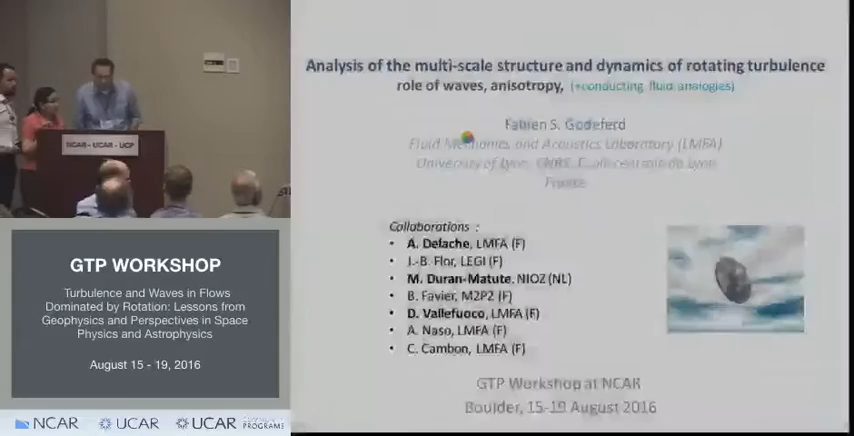 NCAR - UCAR - UCP
GTP WORKSHOP
Turbulence and Waves in Flows
Dominated by Rotation: Lessons from
Geophysics and Perspectives in Space
Physics and Astrophysics
August 15 - 19, 2016
NCAR
UCAR
UCAR
PROGRAMS
Analysis of the multi-scale structure and dynamics of rotating turbulence
role of waves, anisotropy, (+conducting fluid analogies)
Fabien S. Godeferd
Fluid and Acoustics Laboratory (LMFA)
University of Lyon, CNRS, de Lyon
France
Collaborations :
• A. Delache, LMFA (F)
• J.-B. Flor, LEGI (F)
• M. Duran-Matute, NIOZ (NL)
• B. Favier, M2P2 (F)
• D. Vallefuoco, LMFA (F)
• A. Naso, LMFA (F)
• C. Cambon, LMFA (F)
GTP Workshop at NCAR
Boulder, 15-19 August 2016